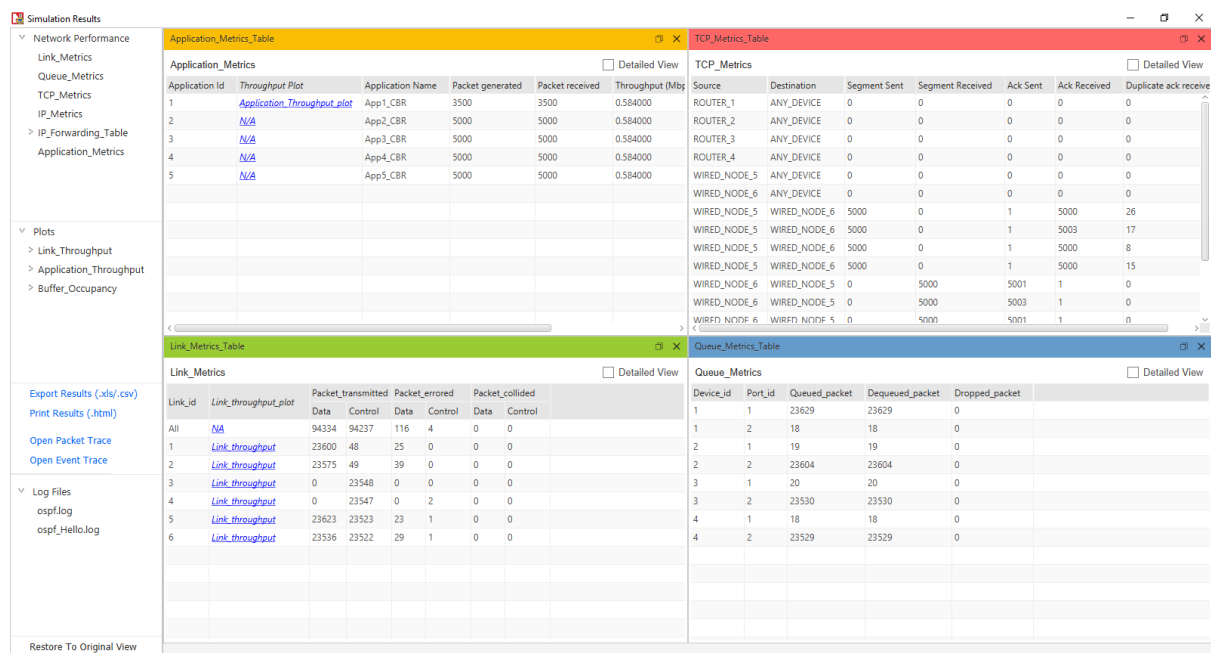 Simulation Results
Network Performance
Link_Metrics
Queue_Metrics
TCP_Metrics
IP_Metrics
IP_Forwarding_Table
Application_Metrics
Plots
Link_Throughput
Application_Throughput
Buffer_Occupancy
Export Results (.xls/.csv)
Print Results (.html)
Open Packet Trace
Open Event Trace
Log Files
ospf.log
ospf_Hello.log
Restore To Original View
Application_Metrics_Table
Application_Metrics Detailed View
Application Id Throughput Plot Application Name Packet generated Packet received Throughput (Mbp
1 Application_Throughput_plot App1_CBR 3500 3500 0.584000
2 N/A App2_CBR 5000 5000 0.584000
3 N/A App3_CBR 5000 5000 0.584000
4 N/A App4_CBR 5000 5000 0.584000
5 N/A App5_CBR 5000 5000 0.584000
TCP_Metrics_Table
TCP_Metrics Detailed View
Source Destination Segment Sent Segment Received Ack Sent Ack Received Duplicate ack receive
ROUTER_1 ANY_DEVICE 0 0 0 0 0
ROUTER_2 ANY_DEVICE 0 0 0 0 0
ROUTER_3 ANY_DEVICE 0 0 0 0 0
ROUTER_4 ANY_DEVICE 0 0 0 0 0
WIRED_NODE_5 ANY_DEVICE 0 0 0 0 0
WIRED_NODE_6 ANY_DEVICE 0 0 0 0 0
WIRED_NODE_5 WIRED_NODE_6 5000 0 1 5000 26
WIRED_NODE_5 WIRED_NODE_6 5000 0 1 5003 17
WIRED_NODE_5 WIRED_NODE_6 5000 0 1 5000 8
WIRED_NODE_5 WIRED_NODE_6 5000 0 1 5000 15
WIRED_NODE_6 WIRED_NODE_5 0 5000 5001 1 0
WIRED_NODE_6 WIRED_NODE_5 0 5000 5003 1 0
WIRED_NODE_6 WIRED_NODE_5 0 5000 5001 1 0
Link_Metrics_Table
Link_Metrics Detailed View
Link_id Link_throughput_plot Packet_transmitted Packet_errored Packet_collided
Data Control Data Control Data Control
All NA 94334 94237 116 4 0 0
1 Link_throughput 23600 48 25 0 0 0
2 Link_throughput 23575 49 39 0 0 0
3 Link_throughput 0 23548 0 0 0 0
4 Link_throughput 0 23547 0 2 0 0
5 Link_throughput 23623 23523 23 1 0 0
6 Link_throughput 23536 23522 29 1 0 0
Queue_Metrics_Table
Queue_Metrics Detailed View
Device_id Port_id Queued_packet Dequeued_packet Dropped_packet
1 1 23629 23629 0
1 2 18 18 0
2 1 19 19 0
2 2 23604 23604 0
3 1 20 20 0
3 2 23530 23530 0
4 1 18 18 0
4 2 23529 23529 0